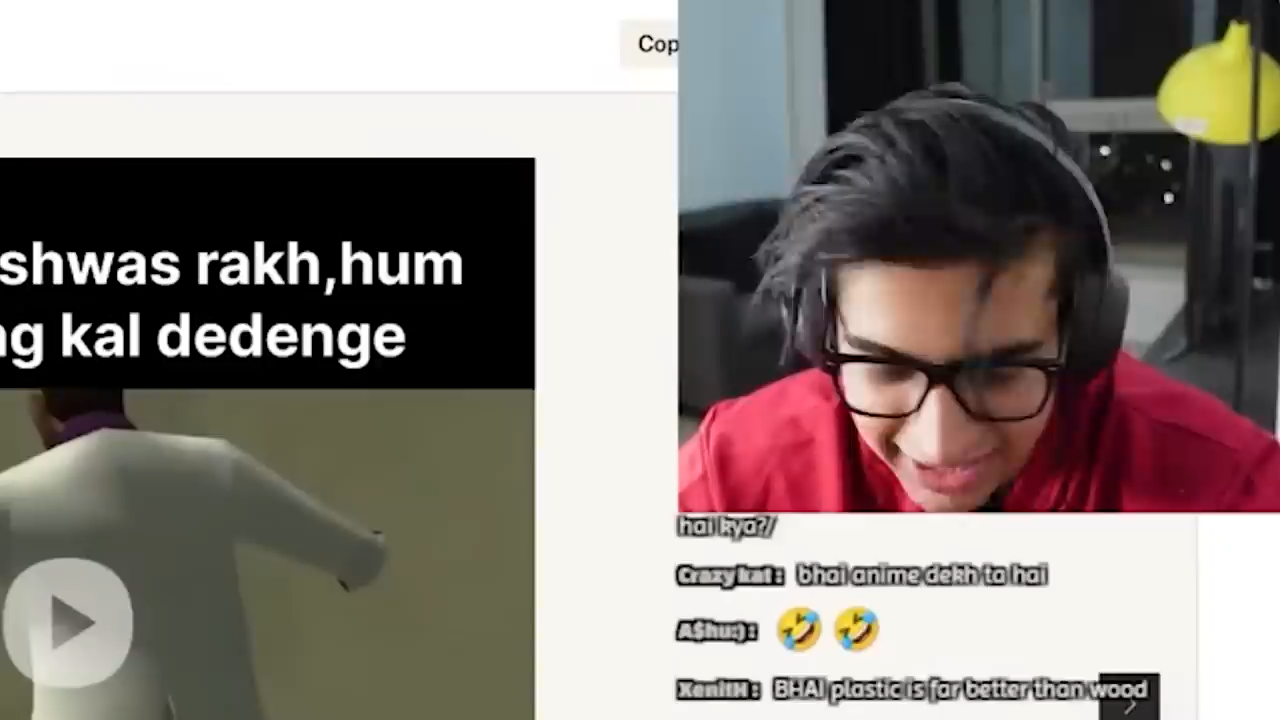 Cop
shwas rakh,hum
ng kal dedenge
hai kya?/
Crazy kat : bhai anime dekh ta hai
A$hu:) : 🤣 🤣
XenitH : BHAI plastic is far better than wood